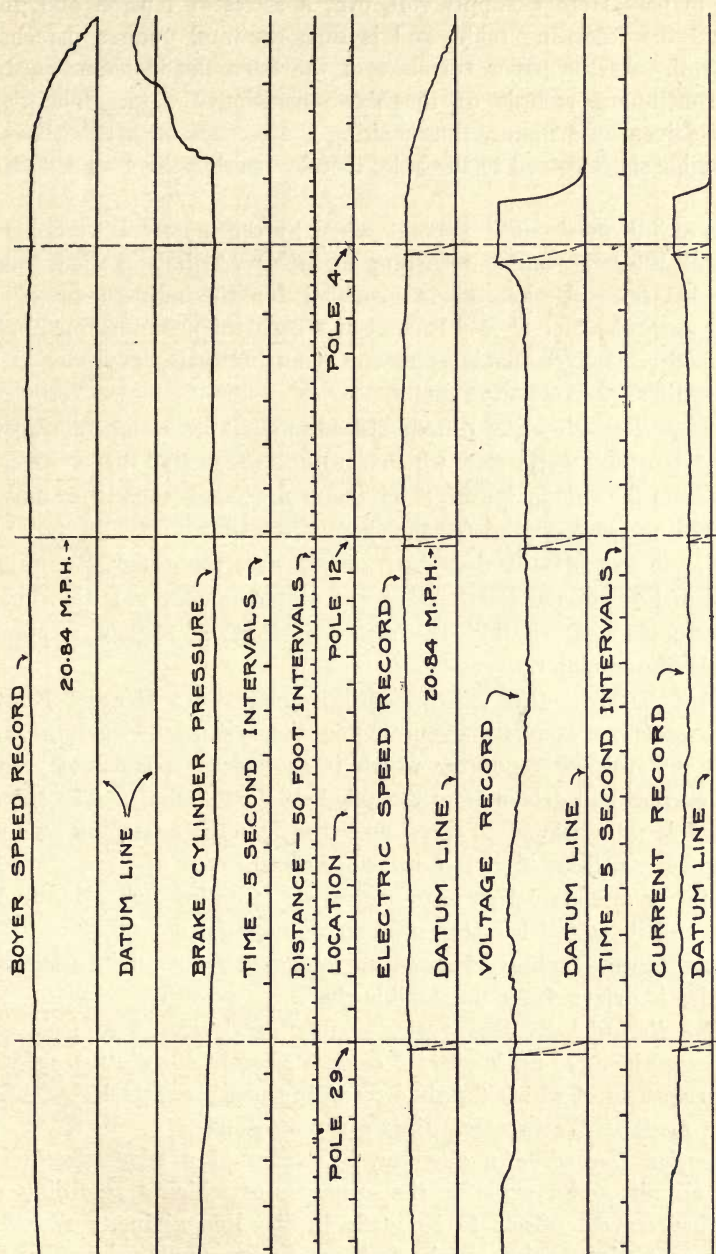 BOYER SPEED RECORD
20·84 M.P.H.
DATUM LINE
BRAKE CYLINDER PRESSURE
TIME – 5 SECOND INTERVALS
DISTANCE – 50 FOOT INTERVALS
LOCATION
POLE 29
POLE 12
POLE 4
ELECTRIC SPEED RECORD
20·84 M.P.H.
DATUM LINE
VOLTAGE RECORD
DATUM LINE
TIME – 5 SECOND INTERVALS
CURRENT RECORD
DATUM LINE